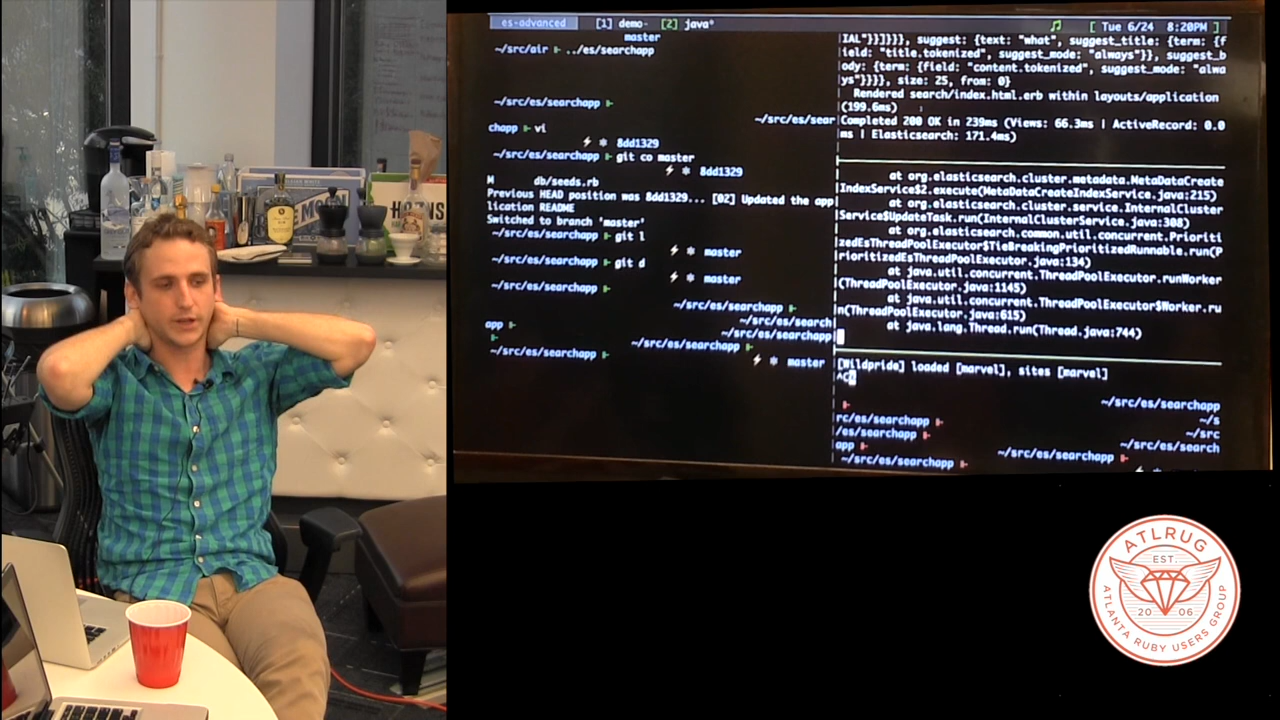 es-advanced [1] demo- [2] java* [ Tue 6/24 8:20PM ]
master
~/src/oir ../es/searchapp
~/src/es/searchapp
~/src/es/sear
chapp vi
8dd1329
~/src/es/searchapp git co master
8dd1329
M db/seeds.rb
Previous HEAD position was 8dd1329... [02] Updated the app
lication README
Switched to branch 'master'
~/src/es/searchapp git l
master
~/src/es/searchapp git d
master
~/src/es/searchapp
~/src/es/searchapp
~/src/es/search
app
~/src/es/searchapp
~/src/es/searchapp
~/src/es/searchapp
master
IAL"}]}}}, suggest: {text: "what", suggest_title: {term: {f
ield: "title.tokenized", suggest_mode: "always"}}, suggest_b
ody: {term: {field: "content.tokenized", suggest_mode: "alwa
ys"}}}}, size: 25, from: 0}
Rendered search/index.html.erb within layouts/application
(199.6ms)
Completed 200 OK in 239ms (Views: 66.3ms | ActiveRecord: 0.0
ms | Elasticsearch: 171.4ms)
at org.elasticsearch.cluster.metadata.MetaDataCreate
IndexService$2.execute(MetaDataCreateIndexService.java:215)
at org.elasticsearch.cluster.service.InternalCluster
Service$UpdateTask.run(InternalClusterService.java:308)
at org.elasticsearch.common.util.concurrent.Prioriti
zedEsThreadPoolExecutor$TieBreakingPrioritizedRunnable.run(P
rioritizedEsThreadPoolExecutor.java:134)
at java.util.concurrent.ThreadPoolExecutor.runWorker
(ThreadPoolExecutor.java:1145)
at java.util.concurrent.ThreadPoolExecutor$Worker.ru
n(ThreadPoolExecutor.java:615)
at java.lang.Thread.run(Thread.java:744)
[Wildpride] loaded [marvel], sites [marvel]
^C
~/src/es/searchapp
~/s
rc/es/searchapp
~/src
/es/searchapp
~/src/es/search
app
~/src/es/searchapp
~/src/es/searchapp
ATLRUG
EST.
20 06
ATLANTA RUBY USERS GROUP